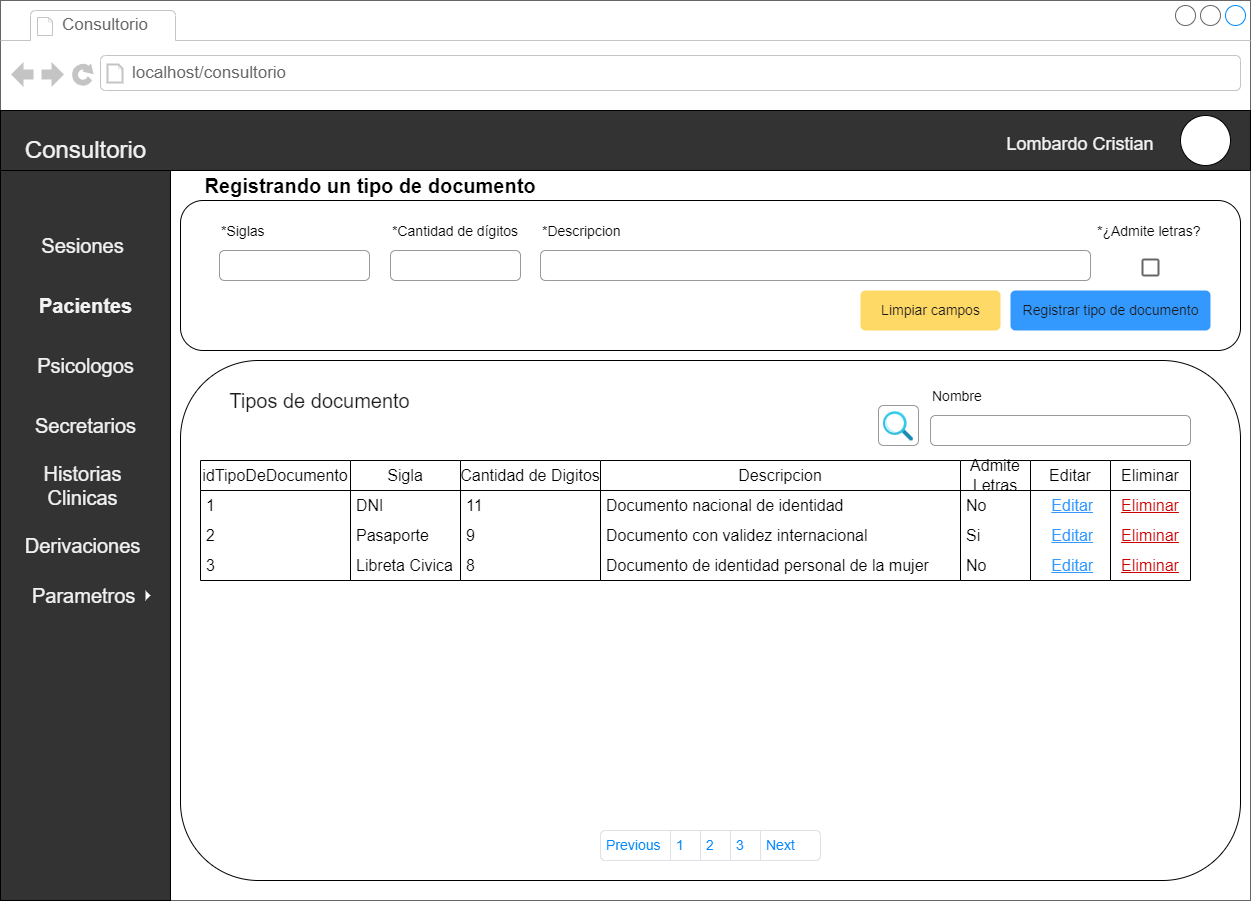 Consultorio
localhost/consultorio
Consultorio
Lombardo Cristian
Sesiones
Pacientes
Psicologos
Secretarios
Historias
Clinicas
Derivaciones
Parametros
Registrando un tipo de documento
*Siglas *Cantidad de dígitos *Descripcion *¿Admite letras?
Limpiar campos Registrar tipo de documento
Tipos de documento
Nombre
idTipoDeDocumento Sigla Cantidad de Digitos Descripcion Admite Letras Editar Eliminar
1 DNI 11 Documento nacional de identidad No Editar Eliminar
2 Pasaporte 9 Documento con validez internacional Si Editar Eliminar
3 Libreta Civica 8 Documento de identidad personal de la mujer No Editar Eliminar
Previous 1 2 3 Next